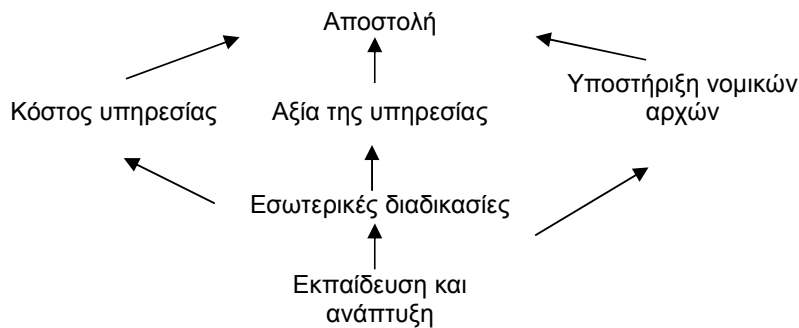 Αποστολή
Κόστος υπηρεσίας
Αξία της υπηρεσίας
Υποστήριξη νομικών
αρχών
Εσωτερικές διαδικασίες
Εκπαίδευση και
ανάπτυξη